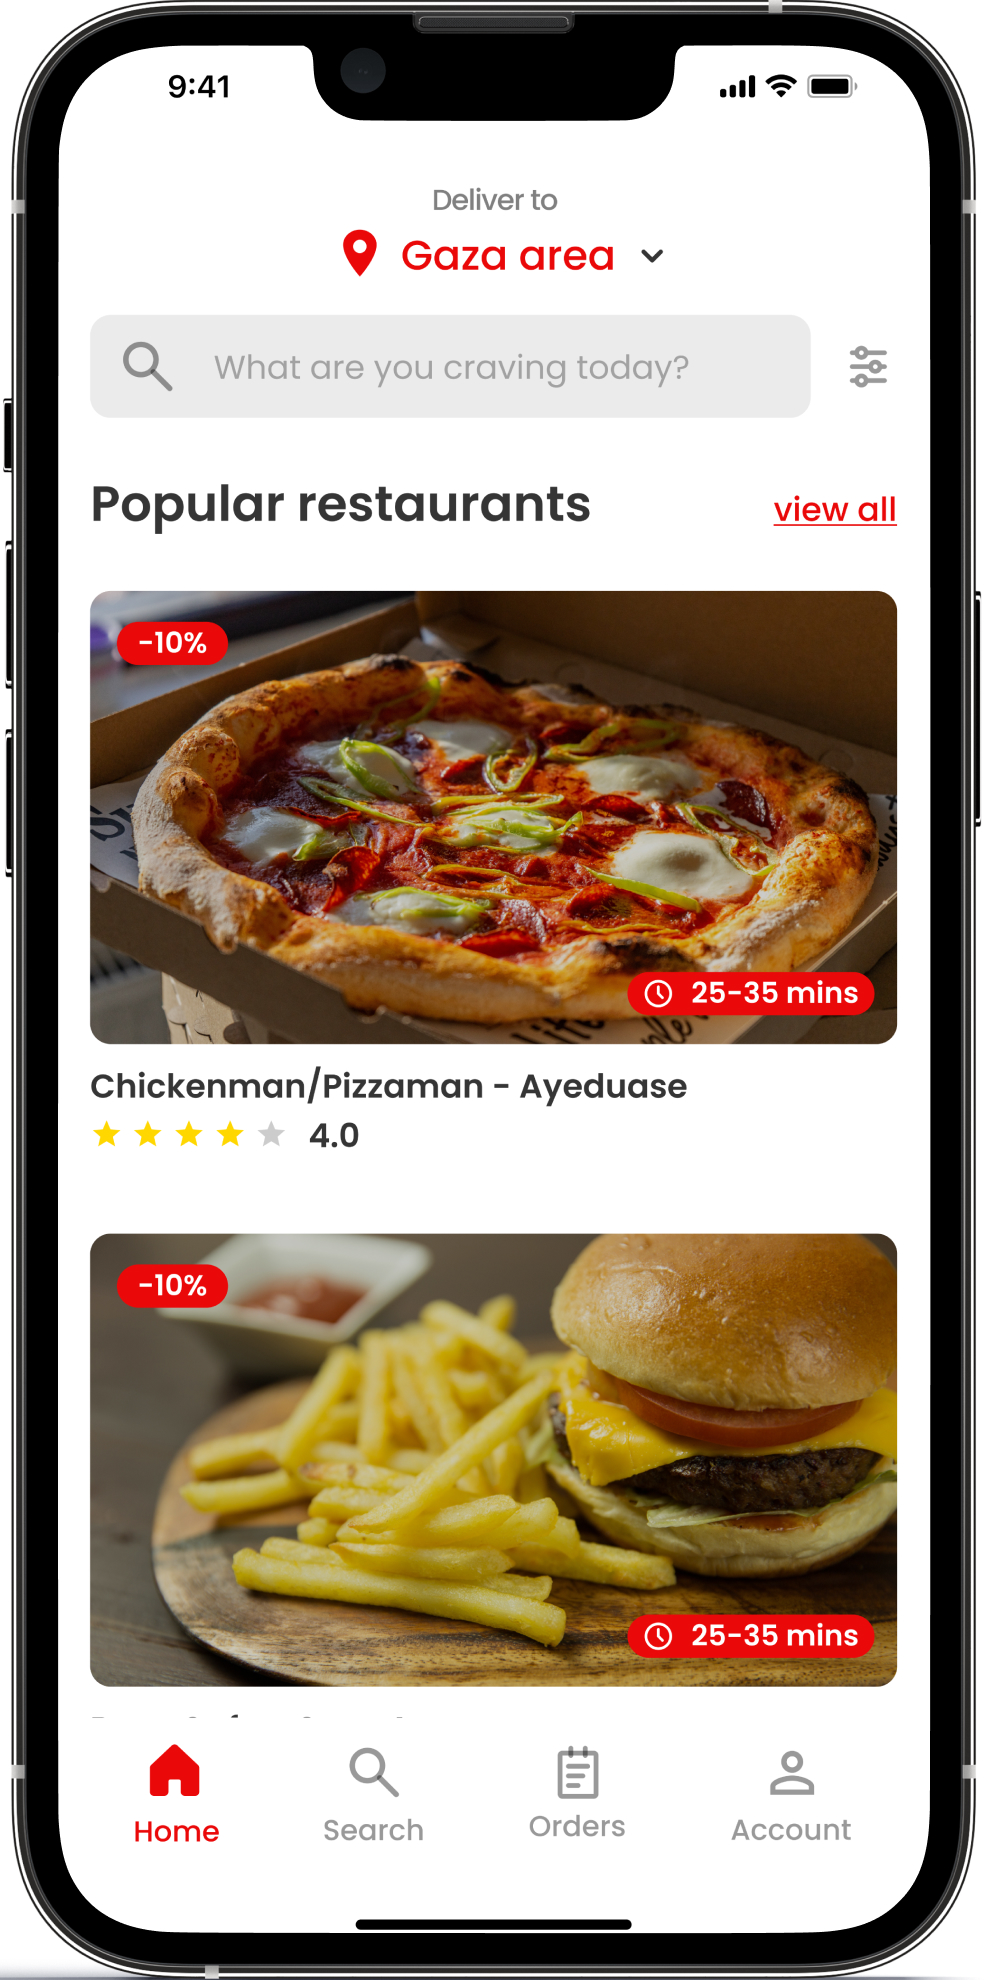 9:41
Deliver to
Gaza area
What are you craving today?
Popular restaurants
view all
-10%
25-35 mins
Chickenman/Pizzaman - Ayeduase
4.0
-10%
25-35 mins
Home
Search
Orders
Account